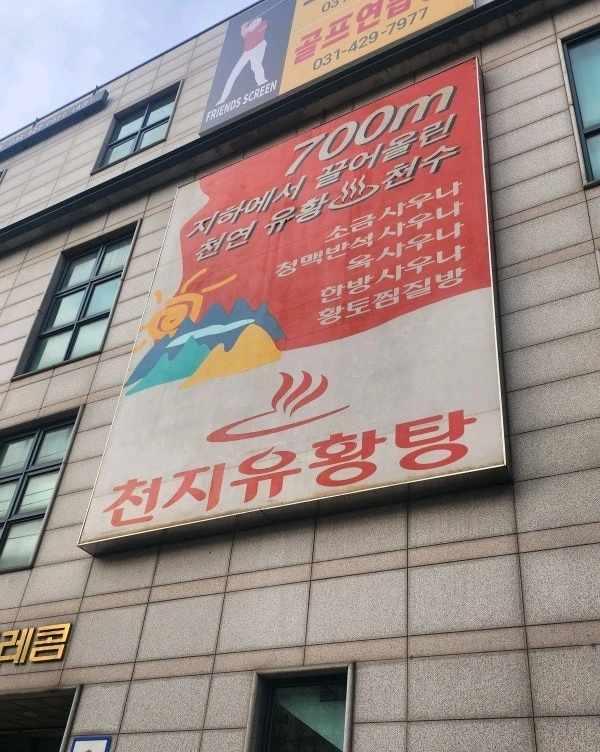 골프연습
031-429-7977
FRIENDS SCREEN
700m
지하에서 끌어올린
천연 유황 천수
소금 사우나
청맥반석 사우나
옥 사우나
한방 사우나
황토찜질방
천지유황탕
레콤